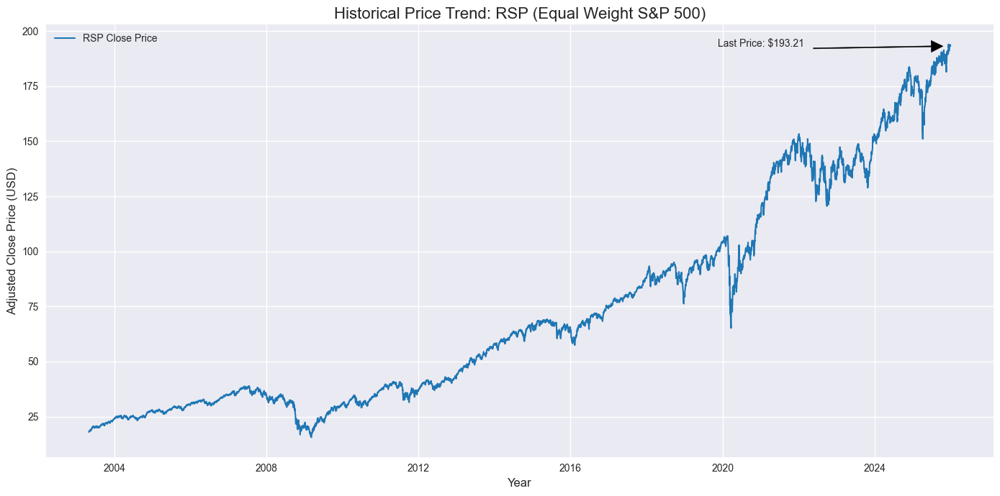 Historical Price Trend: RSP (Equal Weight S&P 500)
RSP Close Price
Last Price: $193.21
Adjusted Close Price (USD)
200
175
150
125
100
75
50
25
2004
2008
2012
2016
2020
2024
Year